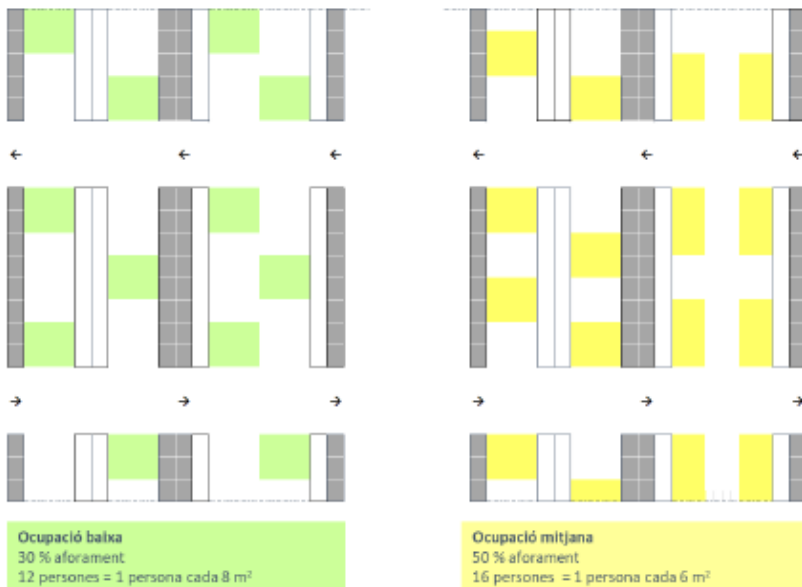 Ocupació baixa
30 % aforament
12 persones = 1 persona cada 8 m²
Ocupació mitjana
50 % aforament
16 persones = 1 persona cada 6 m²